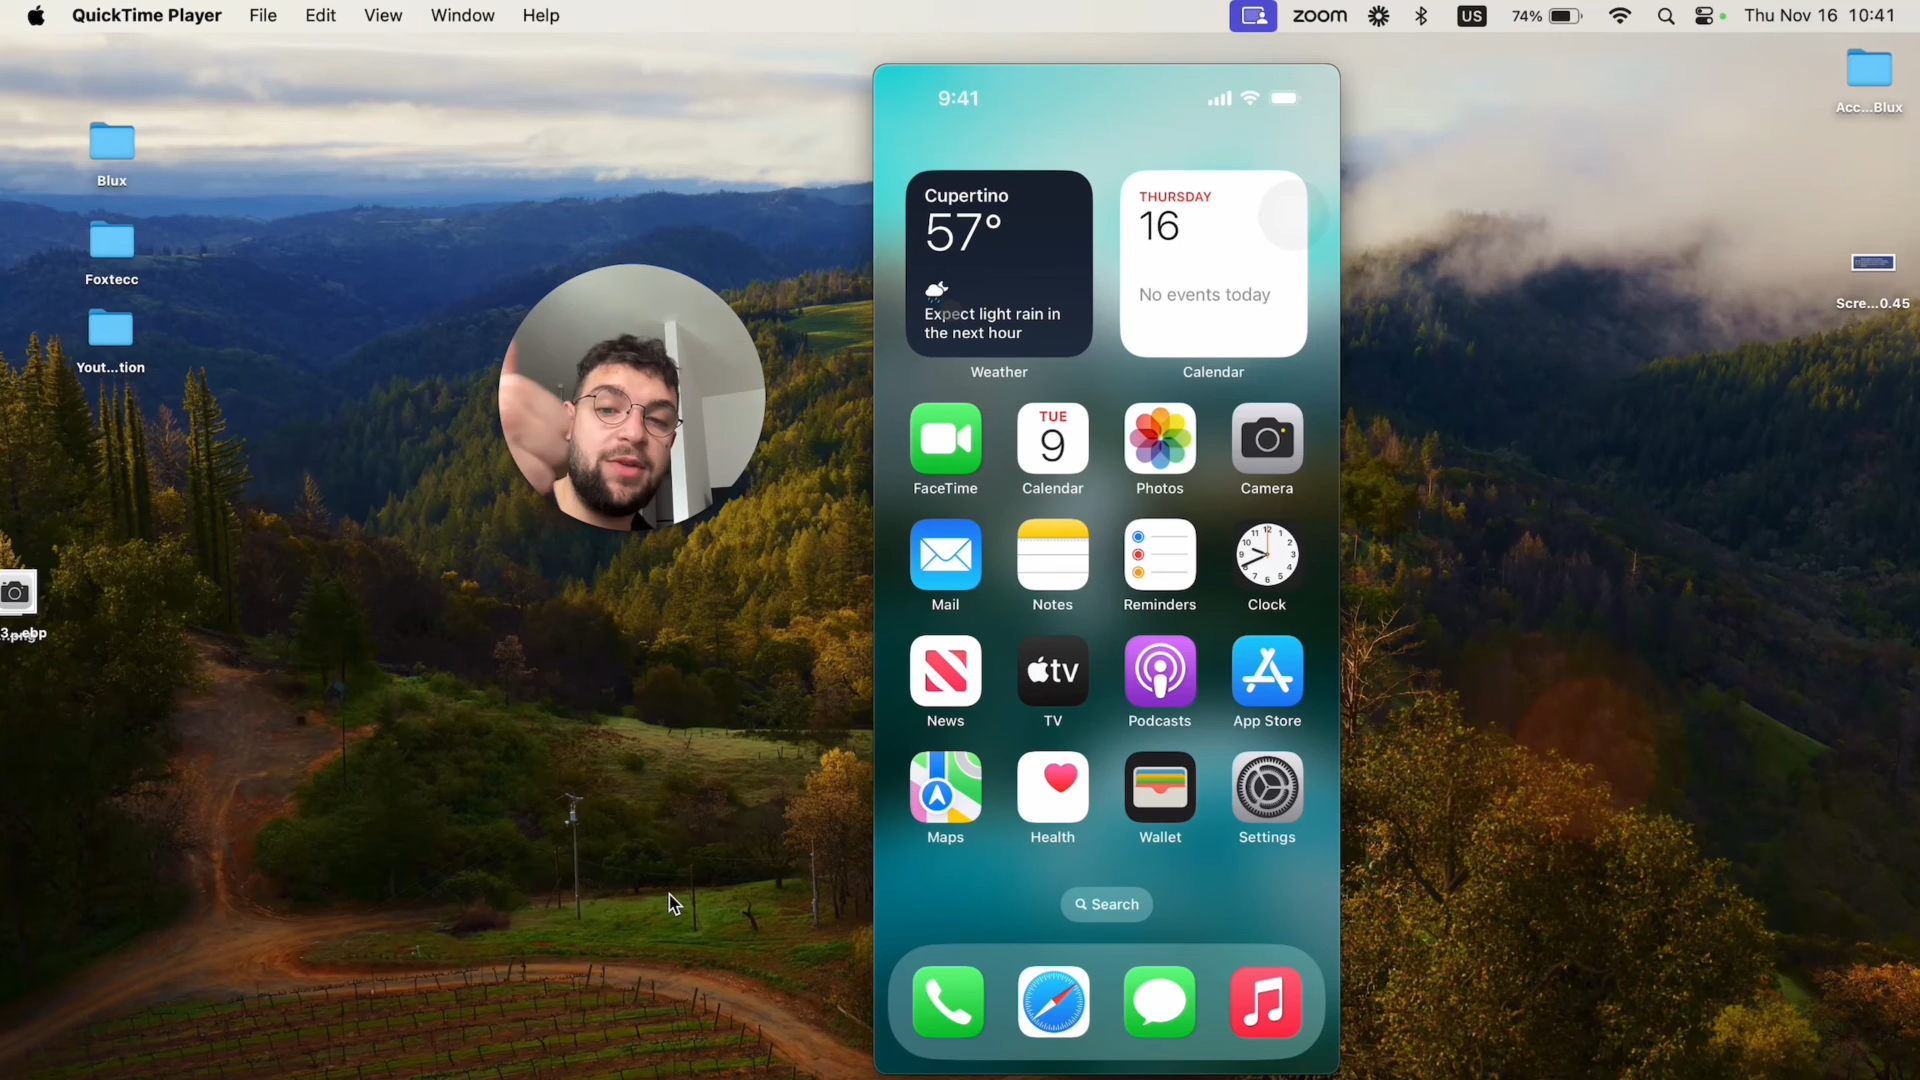 QuickTime Player File Edit View Window Help zoom US 74% Thu Nov 16 10:41
Blux
Foxtecc
Yout...tion
Acc...Blux
Scre...0.45
9:41
Cupertino
57°
Expect light rain in
the next hour
Weather
THURSDAY
16
No events today
Calendar
TUE
9
FaceTime Calendar Photos Camera
Mail Notes Reminders Clock
tv
News TV Podcasts App Store
Maps Health Wallet Settings
Search